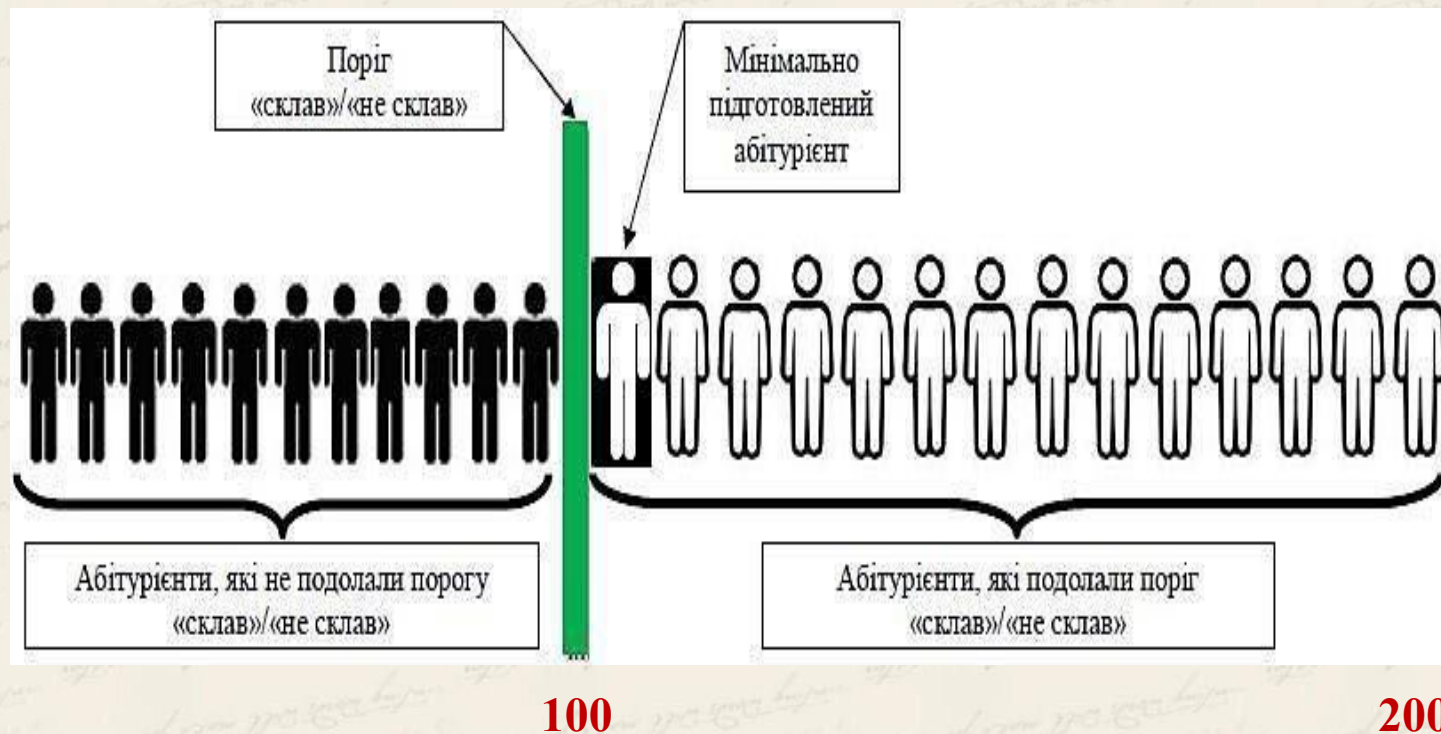 Поріг
«склав»/«не склав»
Мінімально
підготовлений
абітурієнт
Абітурієнти, які не подолали порогу
«склав»/«не склав»
Абітурієнти, які подолали поріг
«склав»/«не склав»
100
200